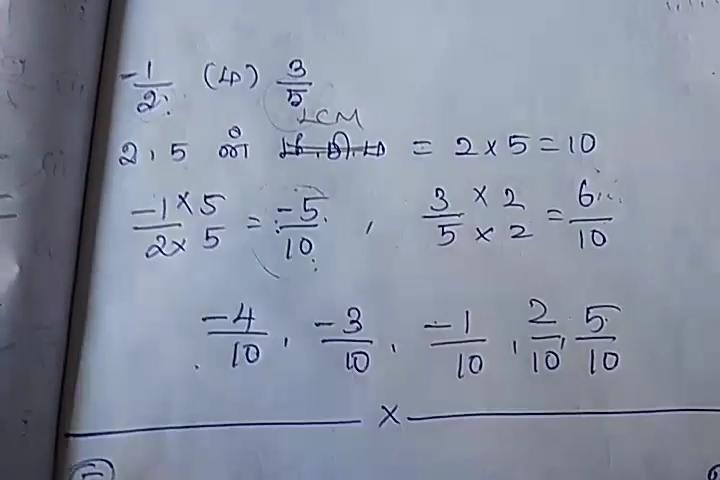 -1/2 (மு) 3/5
LCM
2, 5 ன் = 2 × 5 = 10
-1 × 5 / 2 × 5 = -5/10 , 3 × 2 / 5 × 2 = 6/10
-4/10 , -3/10 , -1/10 , 2/10 , 5/10
×